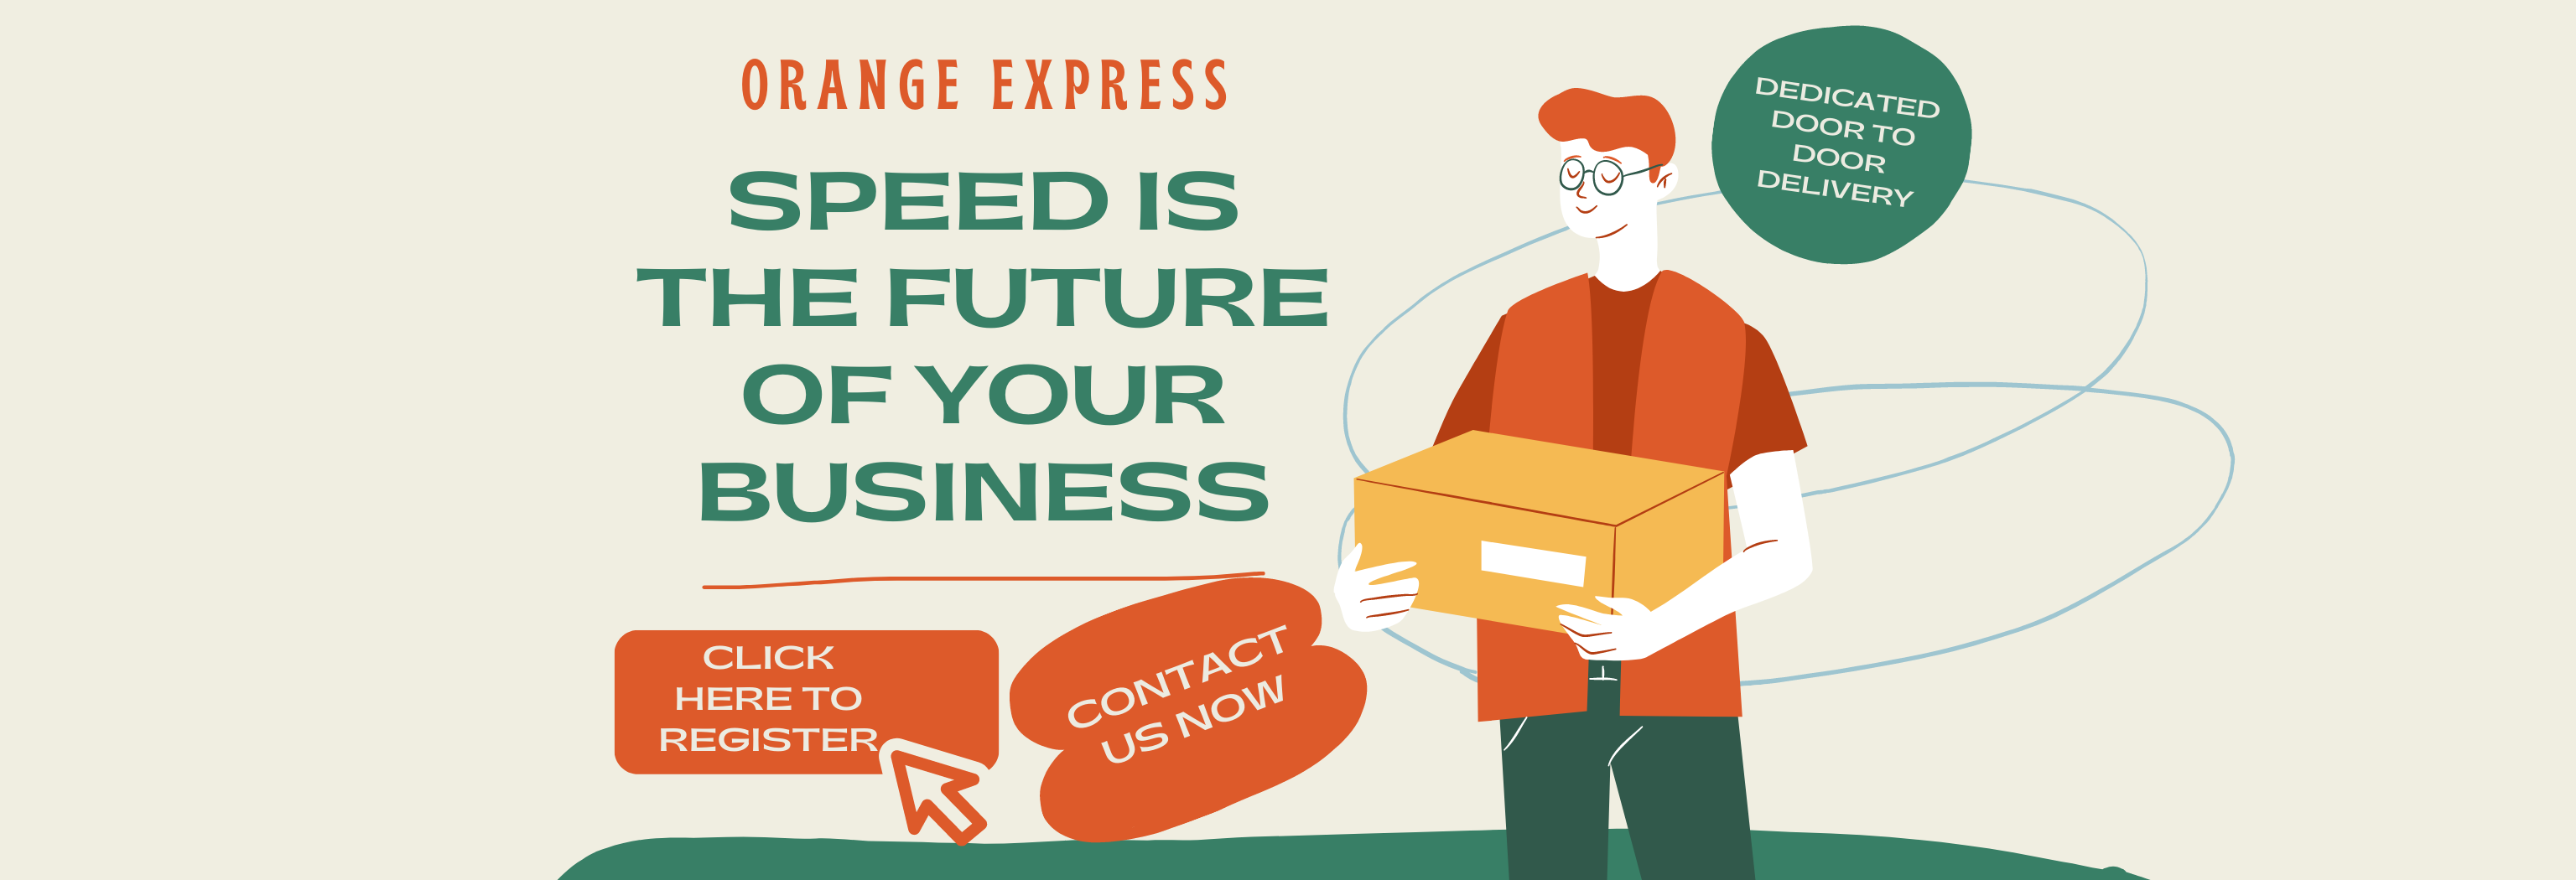 ORANGE EXPRESS
SPEED IS
THE FUTURE
OF YOUR
BUSINESS
CLICK
HERE TO
REGISTER
CONTACT
US NOW
DEDICATED
DOOR TO
DOOR
DELIVERY